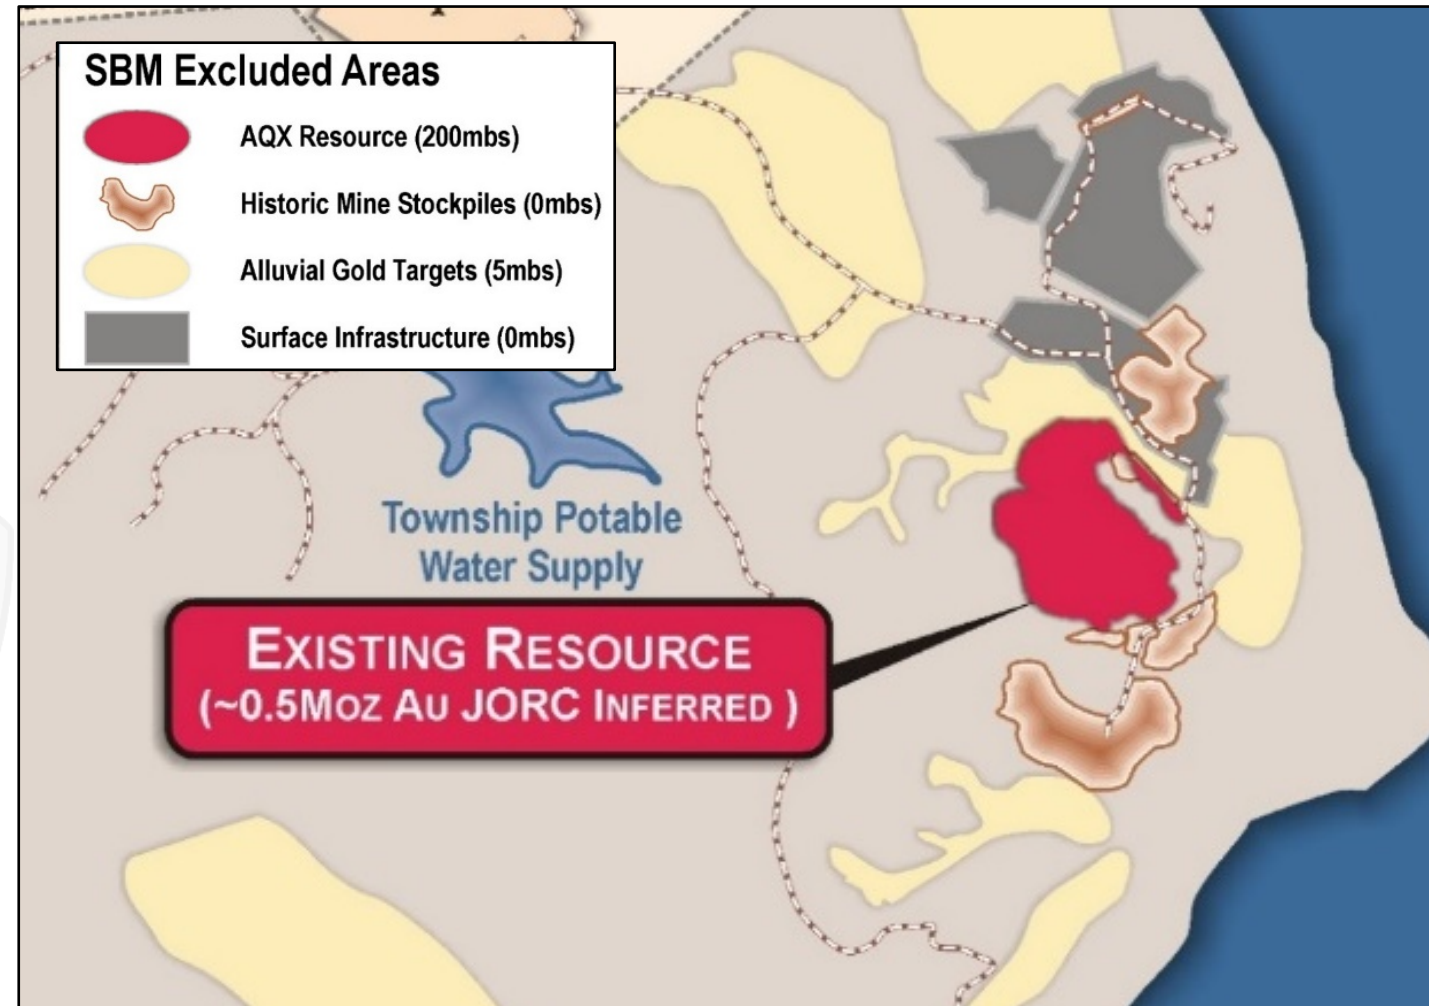 SBM Excluded Areas
AQX Resource (200mbs)
Historic Mine Stockpiles (0mbs)
Alluvial Gold Targets (5mbs)
Surface Infrastructure (0mbs)
Township Potable
Water Supply
EXISTING RESOURCE
(~0.5MOZ AU JORC INFERRED )